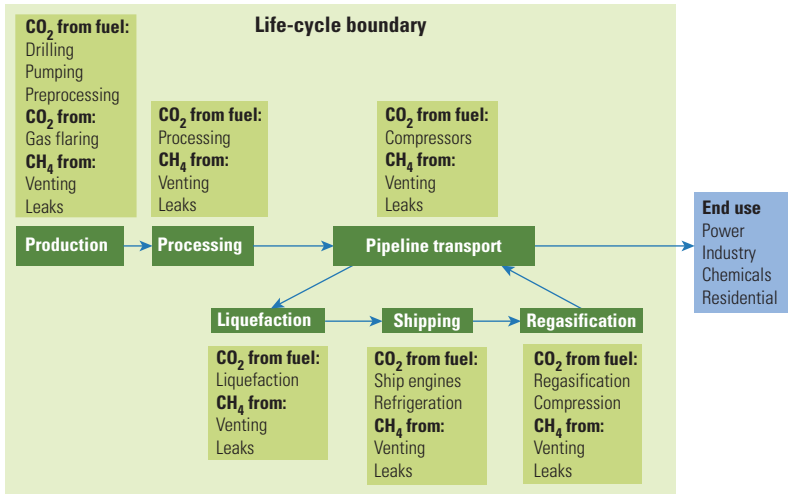 Life-cycle boundary
CO2 from fuel:
Drilling
Pumping
Preprocessing
CO2 from:
Gas flaring
CH4 from:
Venting
Leaks
CO2 from fuel:
Processing
CH4 from:
Venting
Leaks
CO2 from fuel:
Compressors
CH4 from:
Venting
Leaks
Production
Processing
Pipeline transport
End use
Power
Industry
Chemicals
Residential
Liquefaction
Shipping
Regasification
CO2 from fuel:
Liquefaction
CH4 from:
Venting
Leaks
CO2 from fuel:
Ship engines
Refrigeration
CH4 from:
Venting
Leaks
CO2 from fuel:
Regasification
Compression
CH4 from:
Venting
Leaks